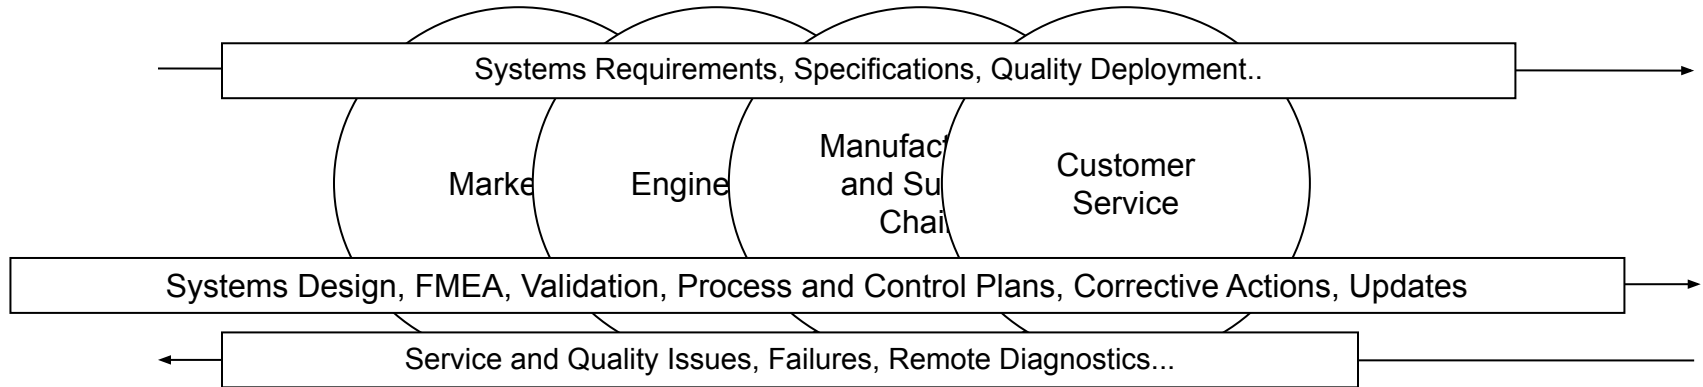 Systems Requirements, Specifications, Quality Deployment..
Marke
Engine
Manufac
and Su
Chai
Customer
Service
Systems Design, FMEA, Validation, Process and Control Plans, Corrective Actions, Updates
Service and Quality Issues, Failures, Remote Diagnostics...